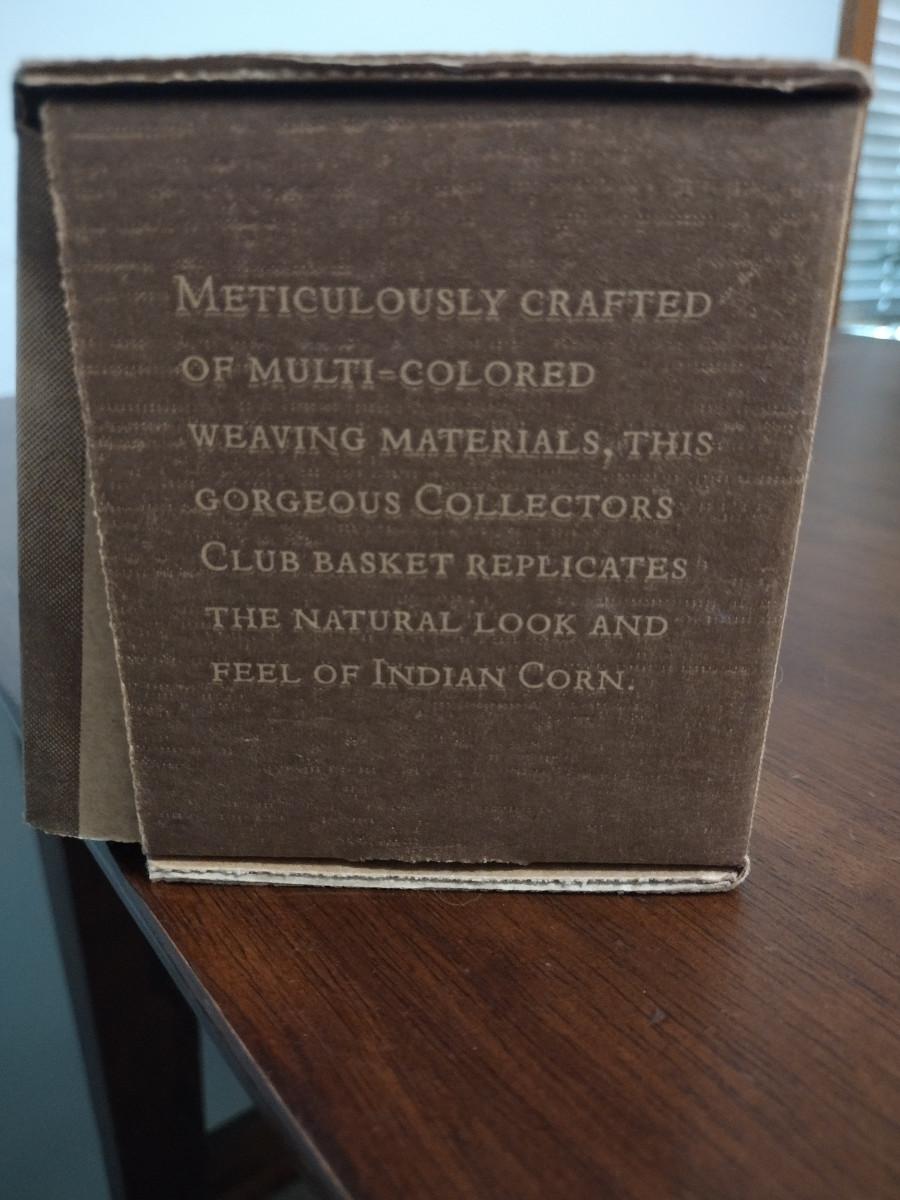 METICULOUSLY CRAFTED
OF MULTI-COLORED
WEAVING MATERIALS, THIS
GORGEOUS COLLECTORS
CLUB BASKET REPLICATES
THE NATURAL LOOK AND
FEEL OF INDIAN CORN.